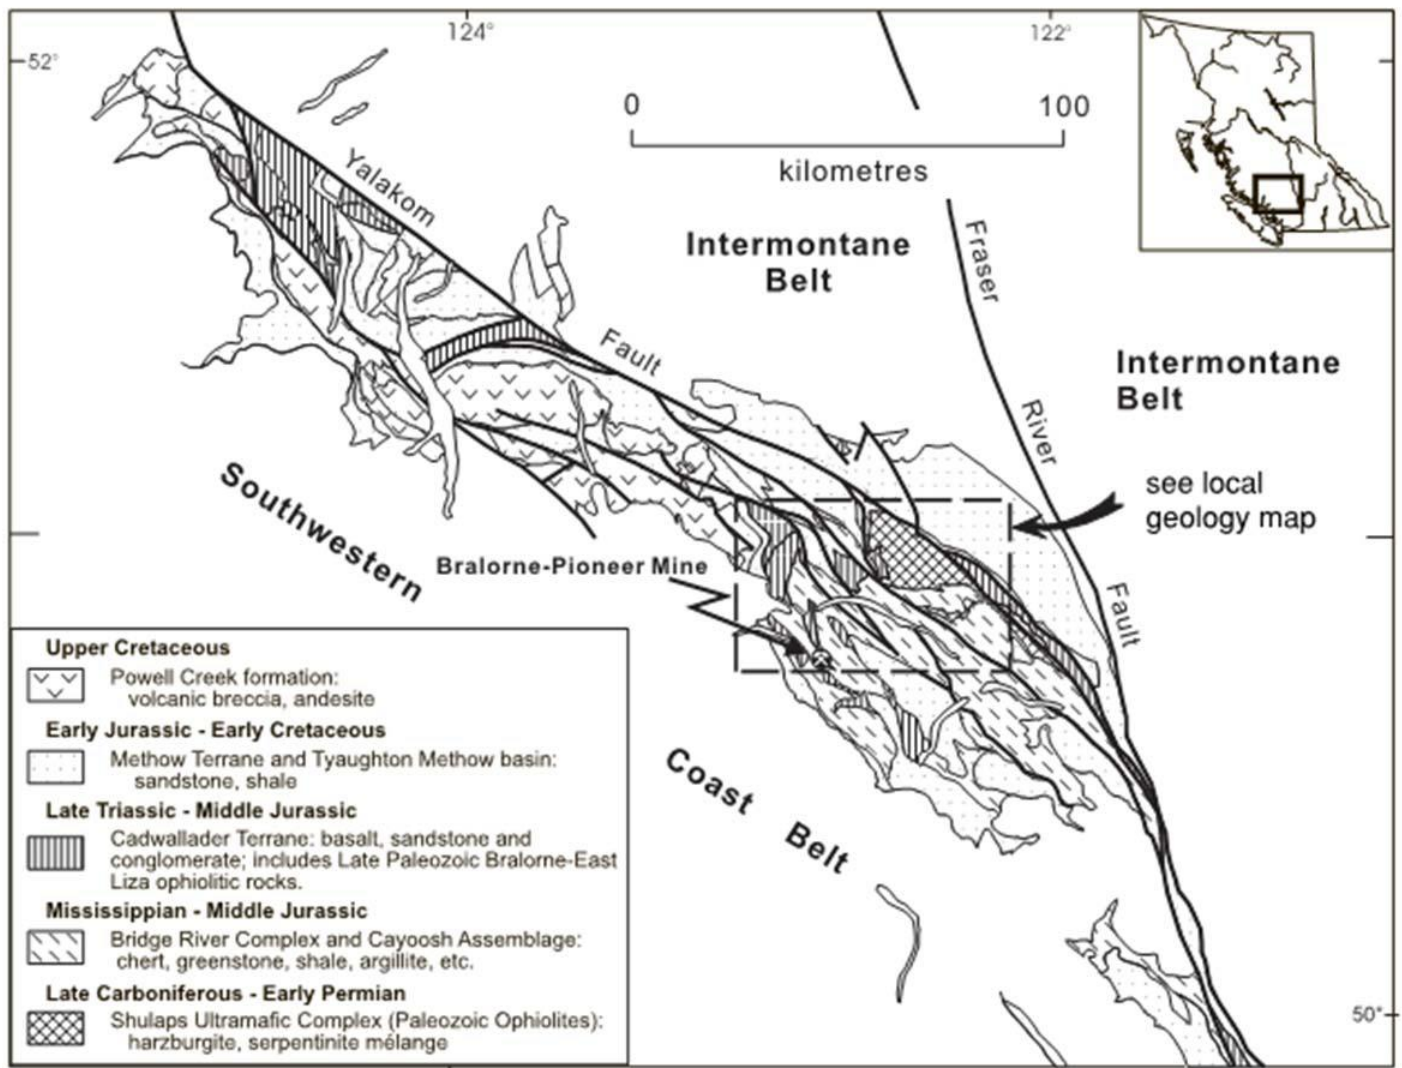 124°
122°
52°
0
100
kilometres
Yalakom
Intermontane
Belt
Fraser
Fault
Intermontane
Belt
River
see local
geology map
Southwestern
Bralorne-Pioneer Mine
Fault
Coast
Belt
Upper Cretaceous
Powell Creek formation:
volcanic breccia, andesite
Early Jurassic - Early Cretaceous
Methow Terrane and Tyaughton Methow basin:
sandstone, shale
Late Triassic - Middle Jurassic
Cadwallader Terrane: basalt, sandstone and
conglomerate; includes Late Paleozoic Bralorne-East
Liza ophiolitic rocks.
Mississippian - Middle Jurassic
Bridge River Complex and Cayoosh Assemblage:
chert, greenstone, shale, argillite, etc.
Late Carboniferous - Early Permian
Shulaps Ultramafic Complex (Paleozoic Ophiolites):
harzburgite, serpentinite mélange
50°